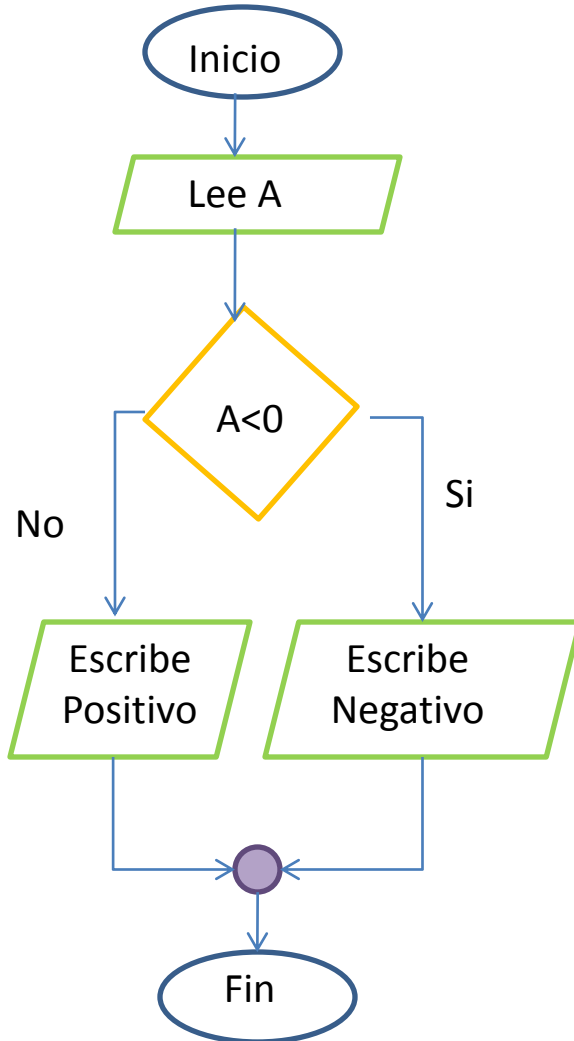 Inicio
Lee A
A<0
No
Si
Escribe
Positivo
Escribe
Negativo
Fin